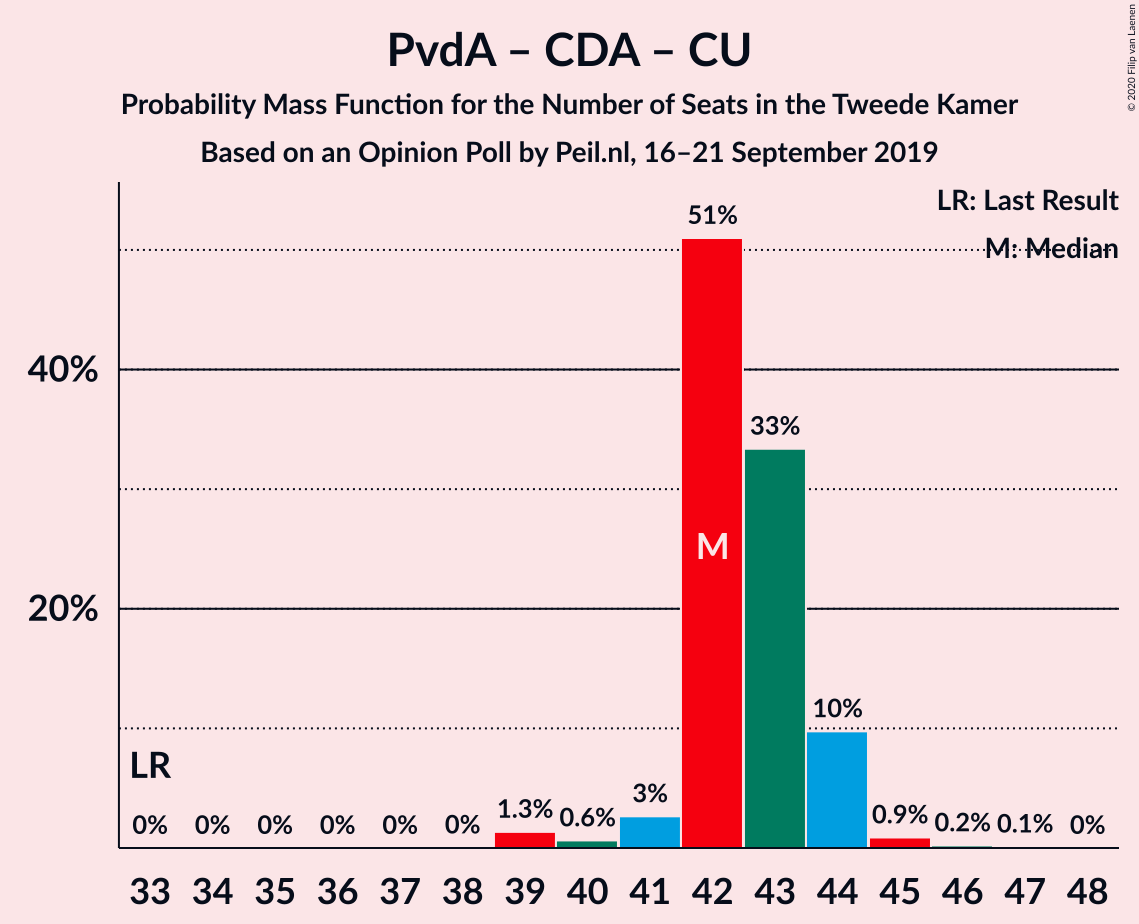 PvdA – CDA – CU
Probability Mass Function for the Number of Seats in the Tweede Kamer
Based on an Opinion Poll by Peil.nl, 16–21 September 2019
© 2020 Filip van Laenen
LR: Last Result
M: Median
40%
20%
51%
33%
10%
3%
1.3%
0.6%
0.9%
0.2%
0.1%
0%
M
LR
0% 0% 0% 0% 0% 0%
33 34 35 36 37 38 39 40 41 42 43 44 45 46 47 48